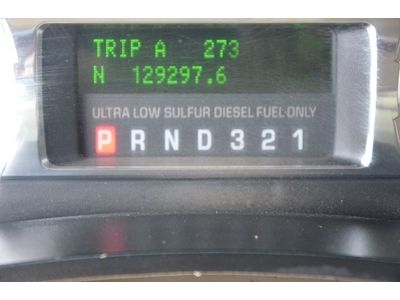 TRIP A 273
N 129297.6
ULTRA LOW SULFUR DIESEL FUEL ONLY
P R N D 3 2 1